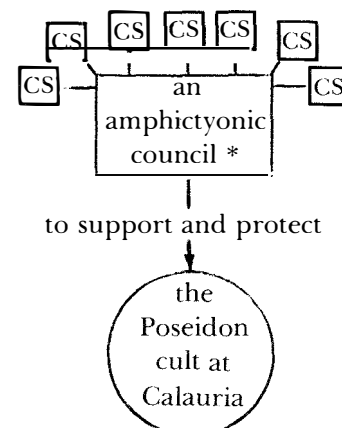 CS CS CS CS CS
CS CS
an
amphictyonic
council *
to support and protect
the
Poseidon
cult at
Calauria